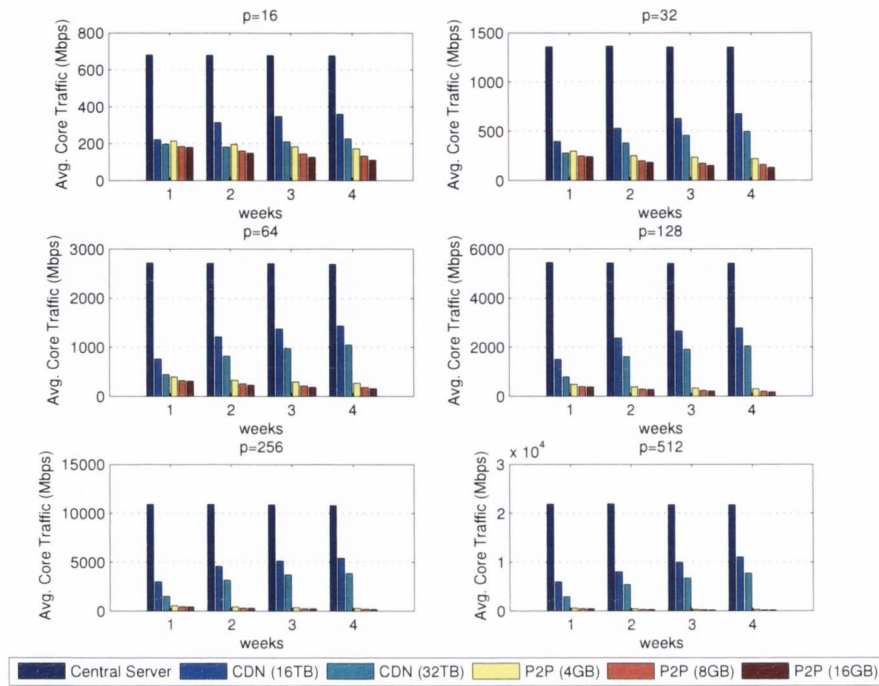 p=16
800
600
400
200
0
Avg. Core Traffic (Mbps)
1 2 3 4
weeks
p=32
1500
1000
500
0
Avg. Core Traffic (Mbps)
1 2 3 4
weeks
p=64
3000
2000
1000
0
Avg. Core Traffic (Mbps)
1 2 3 4
weeks
p=128
6000
4000
2000
0
Avg. Core Traffic (Mbps)
1 2 3 4
weeks
p=256
15000
10000
5000
0
Avg. Core Traffic (Mbps)
1 2 3 4
weeks
p=512
x 10^4
3
2
1
0
Avg. Core Traffic (Mbps)
1 2 3 4
weeks
Central Server CDN (16TB) CDN (32TB) P2P (4GB) P2P (8GB) P2P (16GB)